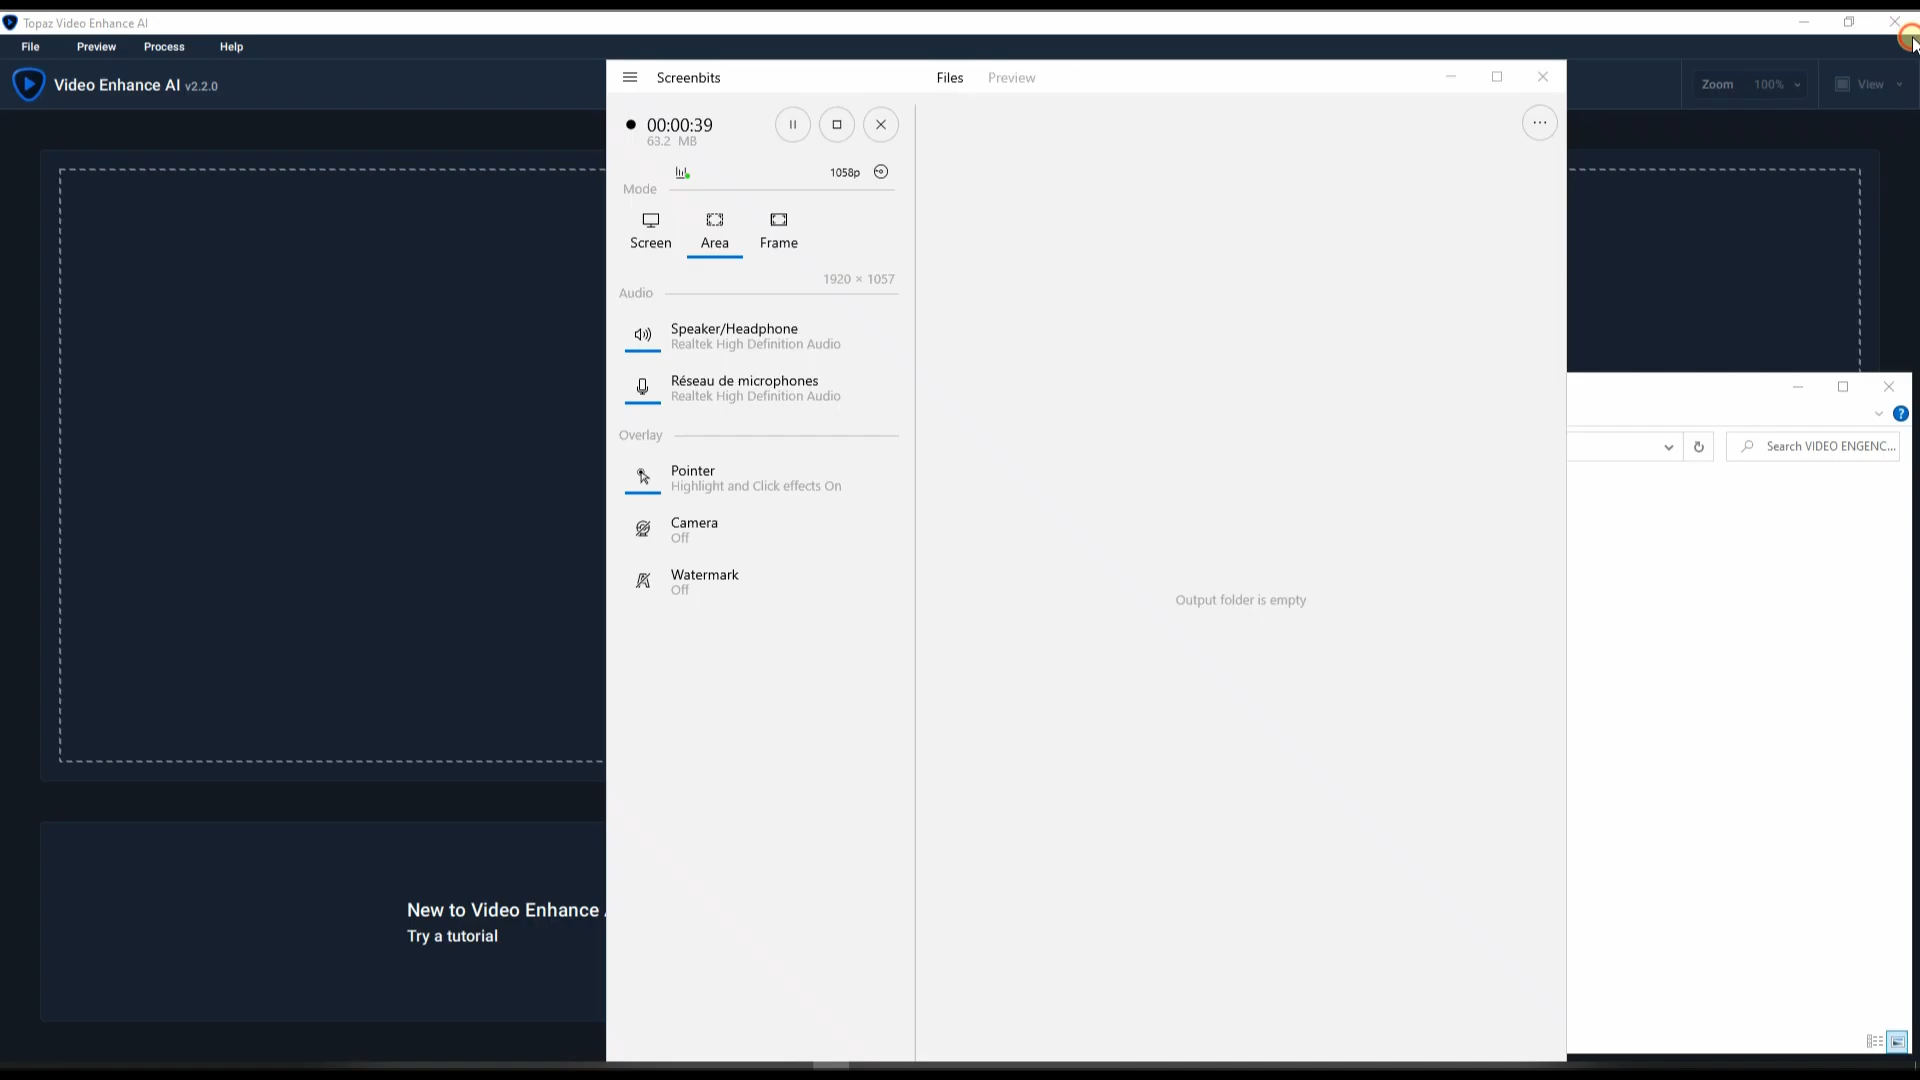 Topaz Video Enhance AI
File Preview Process Help
Video Enhance AI v2.2.0
Zoom 100% View
Screenbits
Files Preview
00:00:39
63.2 MB
1058p
Mode
Screen Area Frame
1920 × 1057
Audio
Speaker/Headphone
Realtek High Definition Audio
Réseau de microphones
Realtek High Definition Audio
Overlay
Pointer
Highlight and Click effects On
Camera
Off
Watermark
Off
Output folder is empty
?
Search VIDEO ENGENC...
New to Video Enhance
Try a tutorial